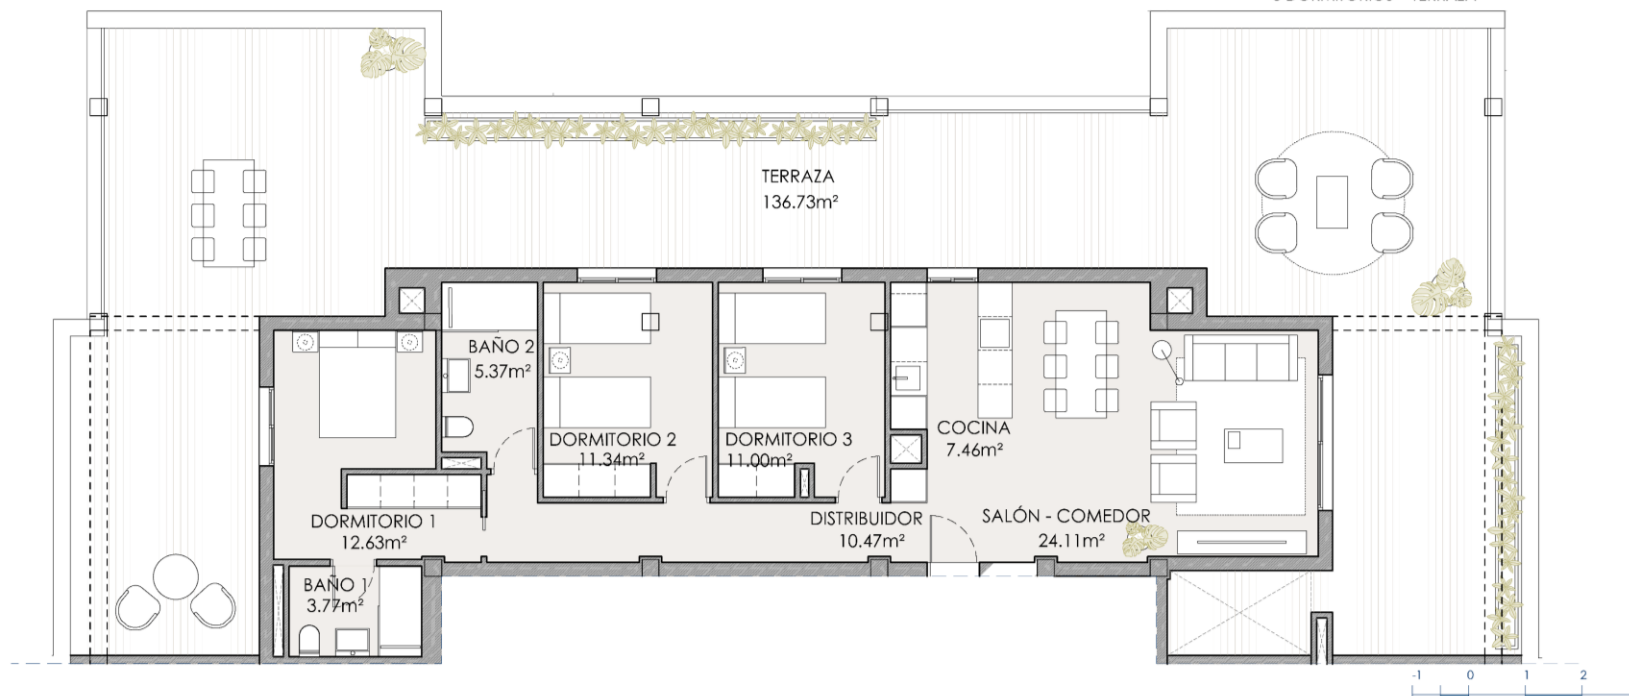 TERRAZA
136.73m²
BAÑO 2
5.37m²
DORMITORIO 2
11.34m²
DORMITORIO 3
11.00m²
COCINA
7.46m²
DORMITORIO 1
12.63m²
DISTRIBUIDOR
10.47m²
SALÓN - COMEDOR
24.11m²
BAÑO 1
3.77m²
-1 0 1 2